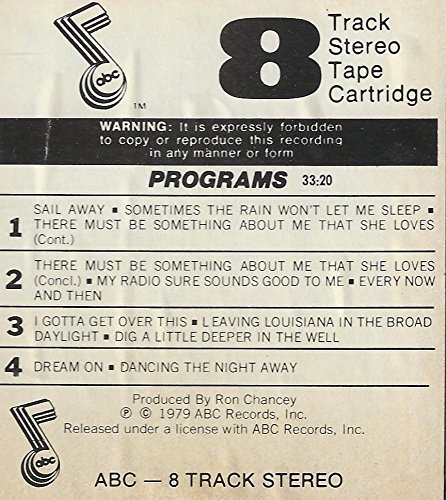 abc
TM
8
Track
Stereo
Tape
Cartridge
WARNING: It is expressly forbidden
to copy or reproduce this recording
in any manner or form
PROGRAMS 33:20
1
SAIL AWAY ▪ SOMETIMES THE RAIN WON'T LET ME SLEEP ▪
THERE MUST BE SOMETHING ABOUT ME THAT SHE LOVES
(Cont.)
2
THERE MUST BE SOMETHING ABOUT ME THAT SHE LOVES
(Concl.) ▪ MY RADIO SURE SOUNDS GOOD TO ME ▪ EVERY NOW
AND THEN
3
I GOTTA GET OVER THIS ▪ LEAVING LOUISIANA IN THE BROAD
DAYLIGHT ▪ DIG A LITTLE DEEPER IN THE WELL
4
DREAM ON ▪ DANCING THE NIGHT AWAY
Produced By Ron Chancey
℗ © 1979 ABC Records, Inc.
Released under a license with ABC Records, Inc.
abc
ABC — 8 TRACK STEREO